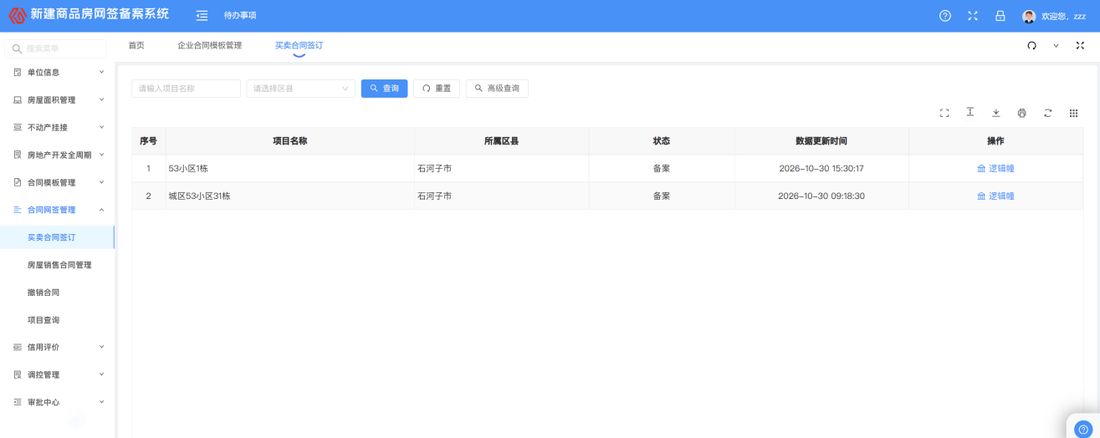 新建商品房网签备案系统
待办事项
欢迎您，zzz
搜索菜单
首页
企业合同模板管理
买卖合同签订
单位信息
房屋面积管理
不动产挂接
房地产开发全周期
合同模板管理
合同网签管理
买卖合同签订
房屋销售合同管理
撤销合同
项目查询
信用评价
调控管理
审批中心
请输入项目名称
请选择区县
查询
重置
高级查询
序号 项目名称 所属区县 状态 数据更新时间 操作
1 53小区1栋 石河子市 备案 2026-10-30 15:30:17 逻辑幢
2 城区53小区31栋 石河子市 备案 2026-10-30 09:18:30 逻辑幢